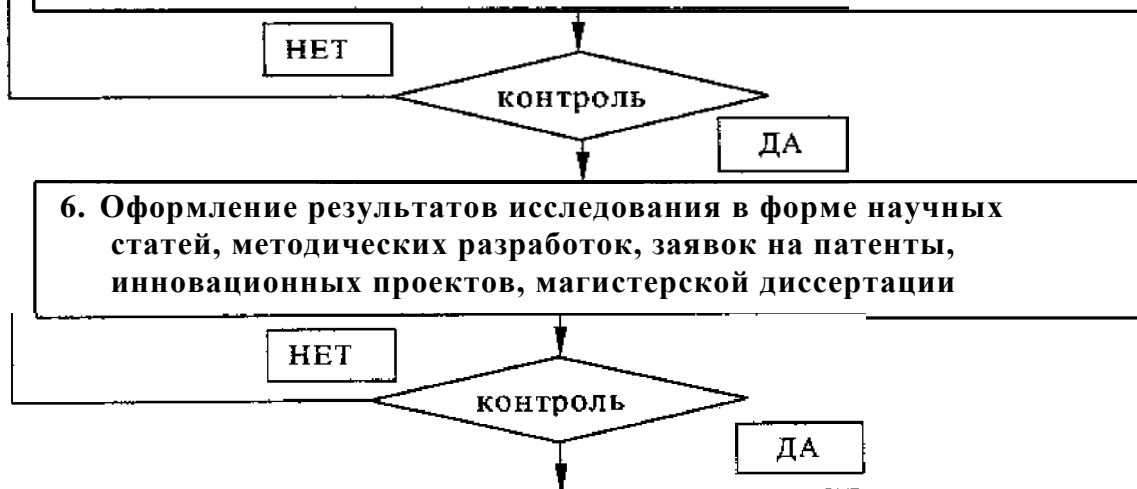 НЕТ
контроль
ДА
6. Оформление результатов исследования в форме научных
статей, методических разработок, заявок на патенты,
инновационных проектов, магистерской диссертации
НЕТ
контроль
ДА